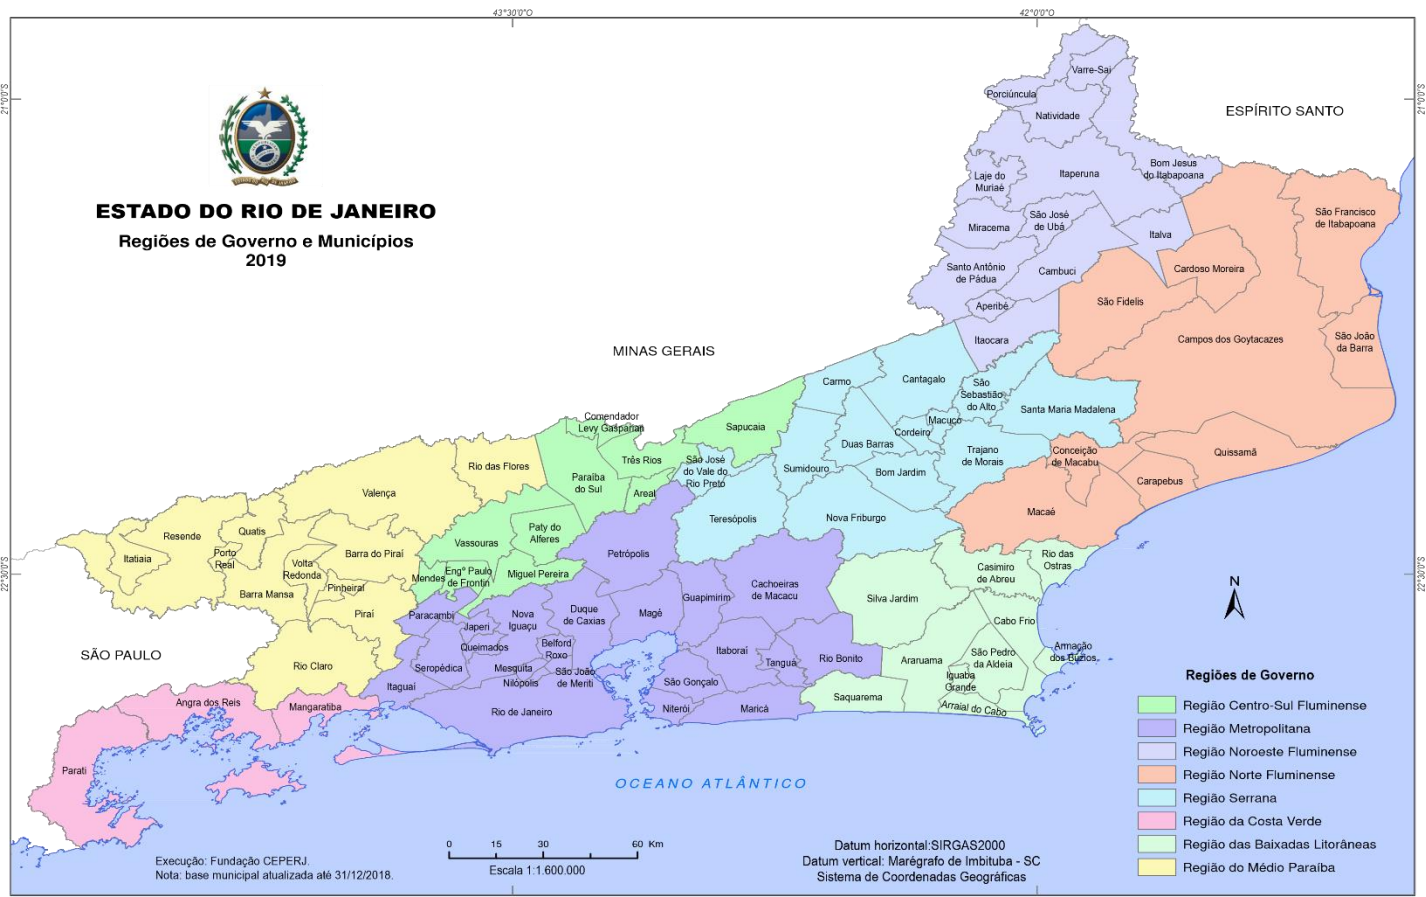 43°30'0"O
42°0'0"O
21°0'0"S
21°0'0"S
22°30'0"S
22°30'0"S
ESTADO DO RIO DE JANEIRO
Regiões de Governo e Municípios
2019
ESPÍRITO SANTO
MINAS GERAIS
SÃO PAULO
OCEANO ATLÂNTICO
Varre-Sai
Porciúncula
Natividade
Bom Jesus
do Itabapoana
Itaperuna
Laje do
Muriaé
São José
de Ubá
Miracema
Italva
Santo Antônio
de Pádua
Cambuci
Aperibé
Itaocara
São Francisco
de Itabapoana
Cardoso Moreira
São Fidelis
Campos dos Goytacazes
São João
da Barra
Quissamã
Conceição
de Macabu
Carapebus
Macaé
Carmo
Cantagalo
São
Sebastião
do Alto
Santa Maria Madalena
Macuco
Cordeiro
Duas Barras
Trajano
de Morais
Sumidouro
Bom Jardim
São José
do Vale do
Rio Preto
Teresópolis
Nova Friburgo
Comendador
Levy Gasparian
Sapucaia
Três Rios
Paraíba
do Sul
Areal
Paty do
Alferes
Vassouras
Engº Paulo
de Frontin
Mendes
Miguel Pereira
Rio das Flores
Valença
Resende
Quatis
Itatiaia
Porto
Real
Volta
Redonda
Barra do Piraí
Pinheiral
Barra Mansa
Piraí
Rio Claro
Petrópolis
Cachoeiras
de Macacu
Guapimirim
Magé
Duque
de Caxias
Nova
Iguaçu
Paracambi
Japeri
Queimados
Belford
Roxo
Seropédica
Mesquita
Nilópolis
São João
de Meriti
Itaguaí
Rio de Janeiro
Itaboraí
Tanguá
Rio Bonito
São Gonçalo
Niterói
Maricá
Rio das
Ostras
Casimiro
de Abreu
Silva Jardim
Cabo Frio
Armação
dos Búzios
São Pedro
da Aldeia
Araruama
Iguaba
Grande
Saquarema
Arraial do Cabo
Angra dos Reis
Mangaratiba
Parati
N
Regiões de Governo
Região Centro-Sul Fluminense
Região Metropolitana
Região Noroeste Fluminense
Região Norte Fluminense
Região Serrana
Região da Costa Verde
Região das Baixadas Litorâneas
Região do Médio Paraíba
0 15 30 60 Km
Escala 1:1.600.000
Execução: Fundação CEPERJ.
Nota: base municipal atualizada até 31/12/2018.
Datum horizontal:SIRGAS2000
Datum vertical: Marégrafo de Imbituba - SC
Sistema de Coordenadas Geográficas